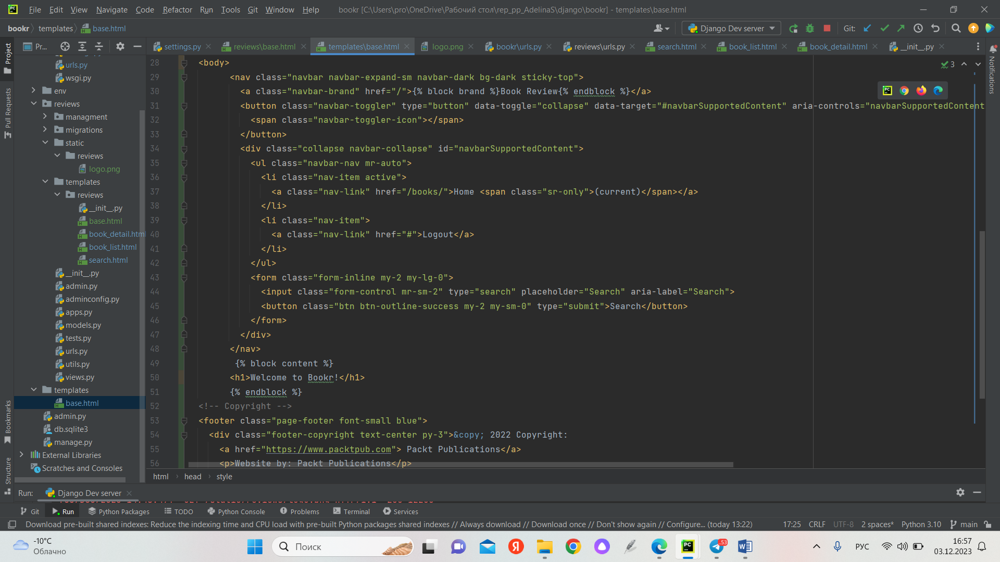 File Edit View Navigate Code Refactor Run Tools Git Window Help bookr [C:\Users\pro\OneDrive\Рабочий стол\rep_pp_AdelinaS\django\bookr] - templates\base.html
bookr templates base.html Django Dev server Git:
Pr... settings.py reviews\base.html templates\base.html logo.png bookr\urls.py reviews\urls.py search.html book_list.html book_detail.html __init__.py
Project
Pull Requests
Bookmarks
Structure
Notifications
urls.py
wsgi.py
env
reviews
managment
migrations
static
reviews
logo.png
templates
reviews
__init__.py
base.html
book_detail.html
book_list.html
search.html
__init__.py
admin.py
adminconfig.py
apps.py
models.py
tests.py
urls.py
utils.py
views.py
templates
base.html
admin.py
db.sqlite3
manage.py
External Libraries
Scratches and Consoles
3
28 <body>
29 <nav class="navbar navbar-expand-sm navbar-dark bg-dark sticky-top">
30 <a class="navbar-brand" href="/">{% block brand %}Book Review{% endblock %}</a>
31 <button class="navbar-toggler" type="button" data-toggle="collapse" data-target="#navbarSupportedContent" aria-controls="navbarSupportedContent
32 <span class="navbar-toggler-icon"></span>
33 </button>
34 <div class="collapse navbar-collapse" id="navbarSupportedContent">
35 <ul class="navbar-nav mr-auto">
36 <li class="nav-item active">
37 <a class="nav-link" href="/books/">Home <span class="sr-only">(current)</span></a>
38 </li>
39 <li class="nav-item">
40 <a class="nav-link" href="#">Logout</a>
41 </li>
42 </ul>
43 <form class="form-inline my-2 my-lg-0">
44 <input class="form-control mr-sm-2" type="search" placeholder="Search" aria-label="Search">
45 <button class="btn btn-outline-success my-2 my-sm-0" type="submit">Search</button>
46 </form>
47 </div>
48 </nav>
49 {% block content %}
50 <h1>Welcome to Bookr!</h1>
51 {% endblock %}
52 <!-- Copyright -->
53 <footer class="page-footer font-small blue">
54 <div class="footer-copyright text-center py-3">&copy; 2022 Copyright:
55 <a href="https://www.packtpub.com"> Packt Publications</a>
56 <p>Website by: Packt Publications</p>
html head style
Run: Django Dev server
Git Run Python Packages TODO Python Console Problems Terminal Services
Download pre-built shared indexes: Reduce the indexing time and CPU load with pre-built Python packages shared indexes // Always download // Download once // Don't show again // Configure... (today 13:22) 17:25 CRLF UTF-8 2 spaces* Python 3.10 main
-10°C
Облачно
Поиск
53
РУС
16:57
03.12.2023